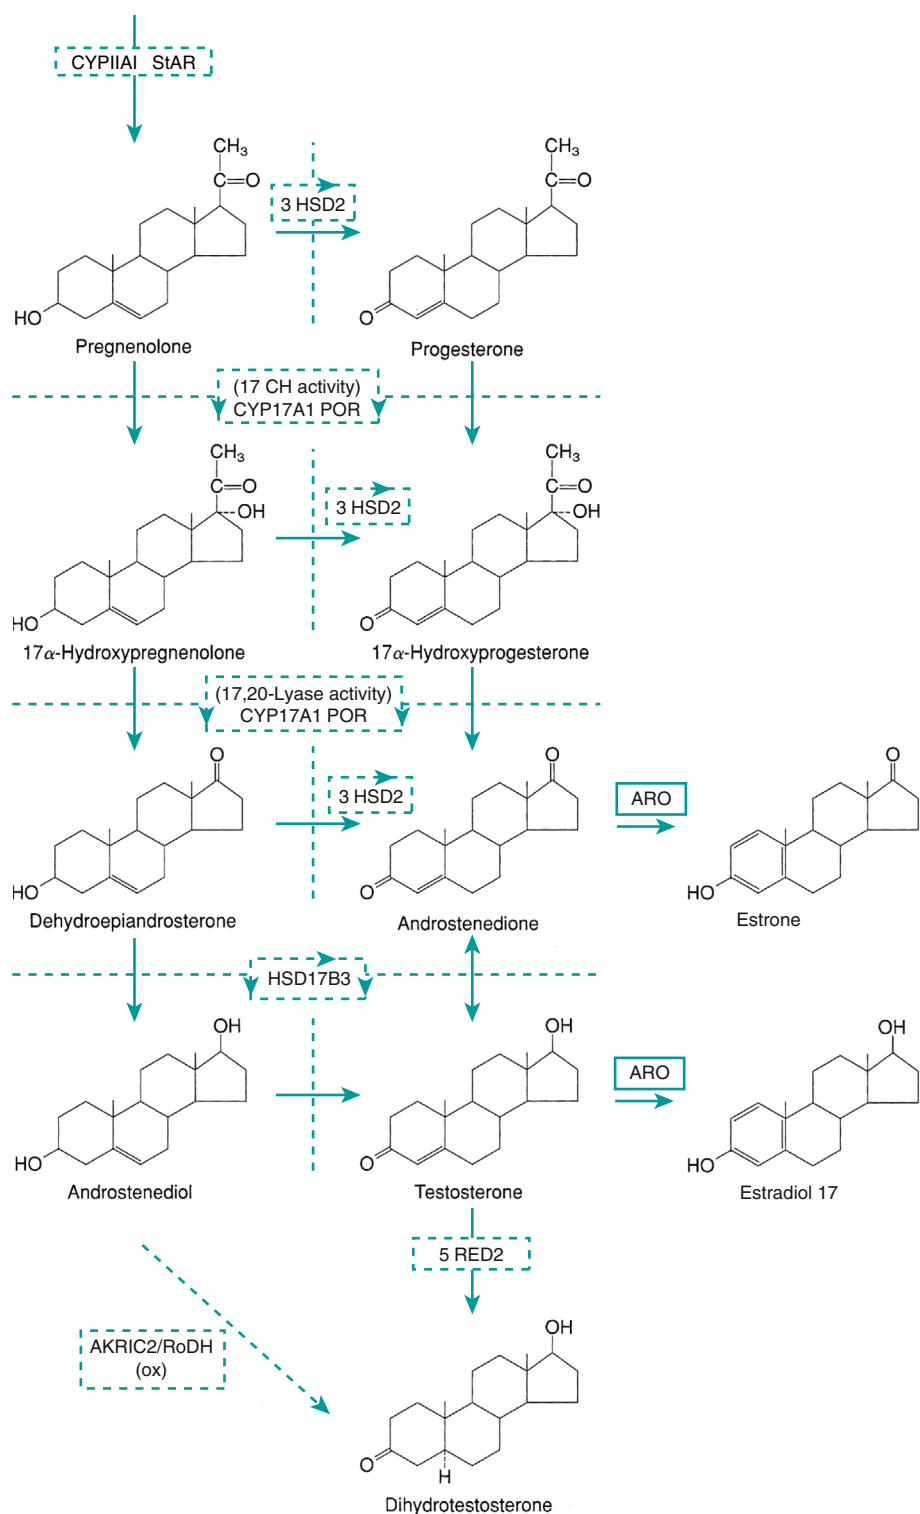 CYPIIAI StAR
CH3
C=O
3 HSD2
HO
Pregnenolone
CH3
C=O
O
Progesterone
(17 CH activity)
CYP17A1 POR
CH3
C=O
OH
3 HSD2
HO
17α-Hydroxypregnenolone
CH3
C=O
OH
O
17α-Hydroxyprogesterone
(17,20-Lyase activity)
CYP17A1 POR
O
3 HSD2
HO
Dehydroepiandrosterone
O
O
Androstenedione
ARO
O
HO
Estrone
HSD17B3
OH
HO
Androstenediol
OH
O
Testosterone
ARO
OH
HO
Estradiol 17
5 RED2
AKRIC2/RoDH
(ox)
OH
O
H
Dihydrotestosterone